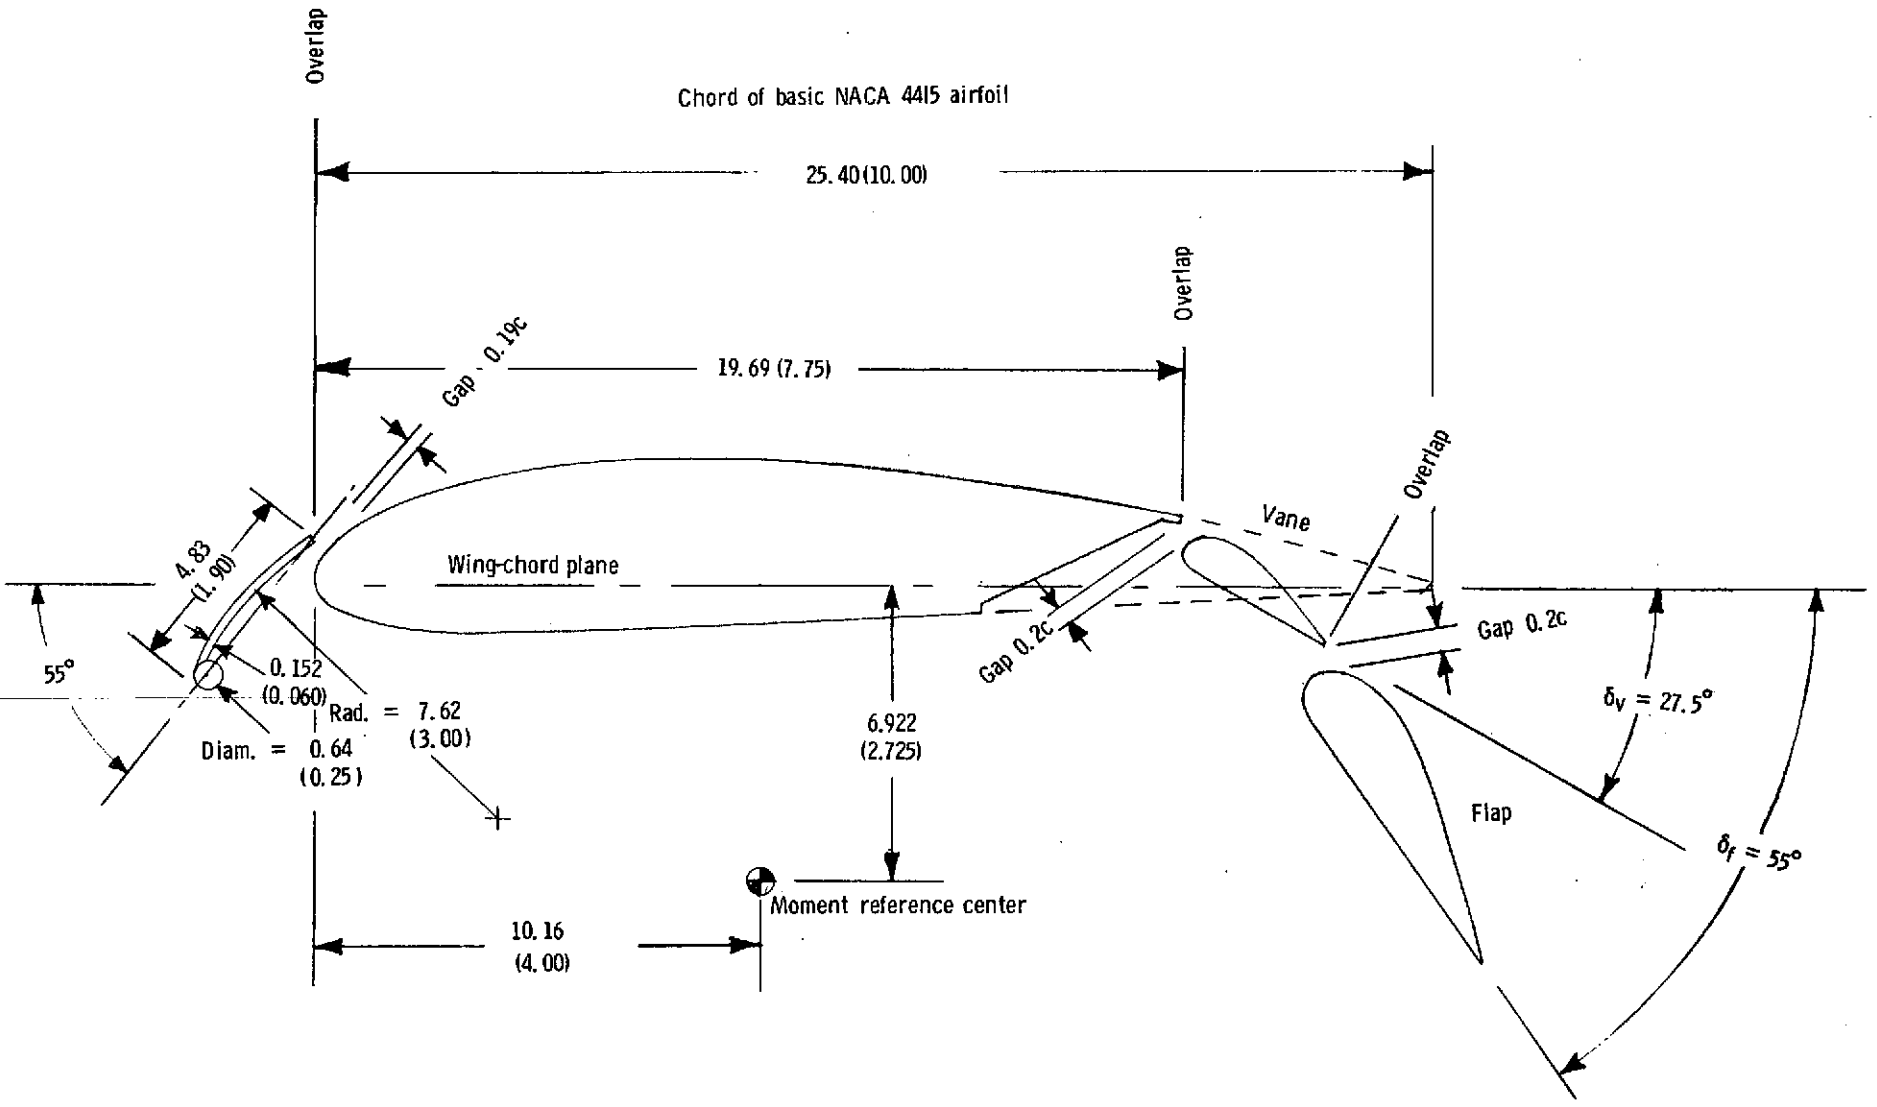 Overlap
Chord of basic NACA 4415 airfoil
25.40(10.00)
Overlap
Gap 0.19c
19.69 (7.75)
Overlap
Vane
4.83
(1.90)
Wing-chord plane
Gap 0.2c
Gap 0.2c
55°
0.152
(0.060)
Rad. = 7.62
(3.00)
δv = 27.5°
6.922
(2.725)
Diam. = 0.64
(0.25)
Flap
δf = 55°
Moment reference center
10.16
(4.00)